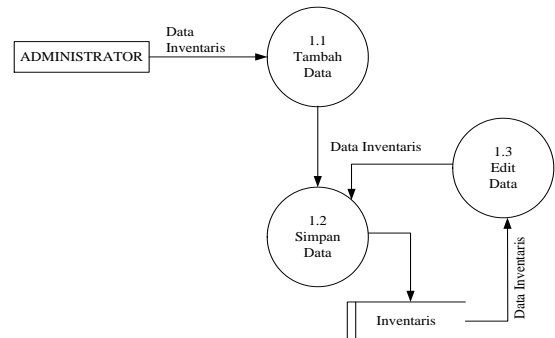 Data
Inventaris
ADMINISTRATOR
1.1
Tambah
Data
Data Inventaris
1.3
Edit
Data
1.2
Simpan
Data
Data Inventaris
Inventaris